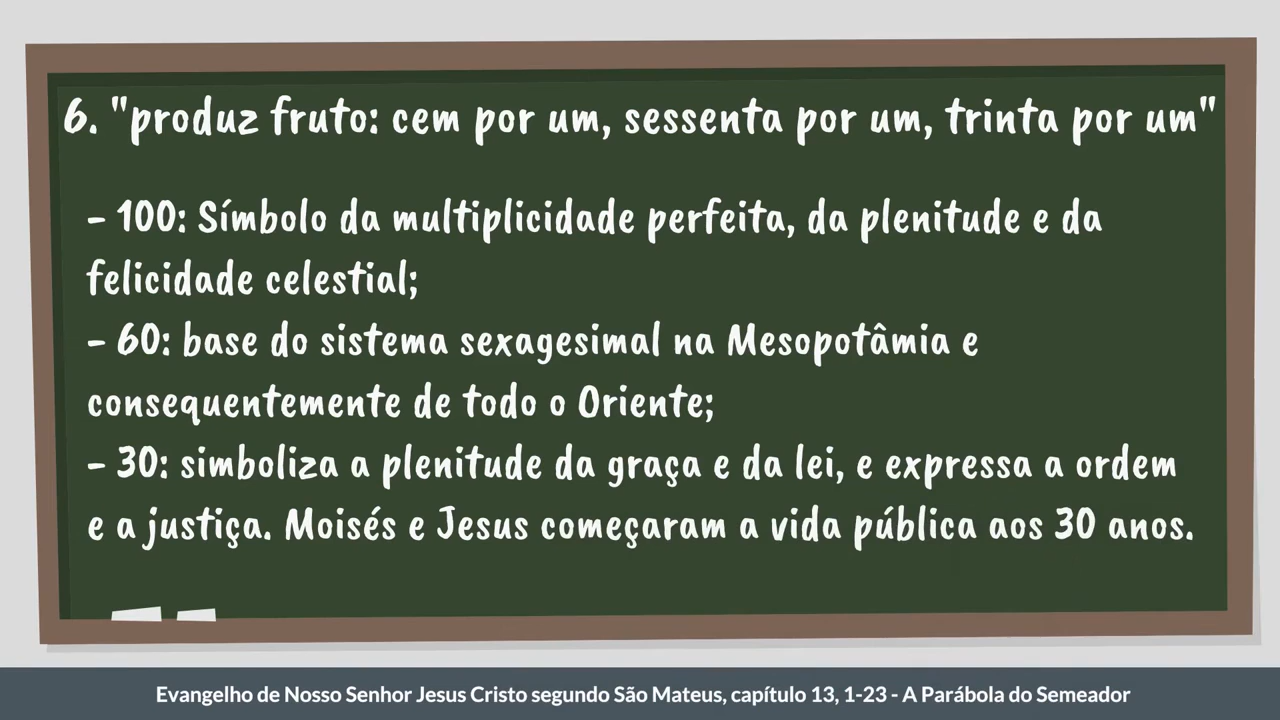 6. "produz fruto: cem por um, sessenta por um, trinta por um"
- 100: Símbolo da multiplicidade perfeita, da plenitude e da
felicidade celestial;
- 60: base do sistema sexagesimal na Mesopotâmia e
consequentemente de todo o Oriente;
- 30: simboliza a plenitude da graça e da lei, e expressa a ordem
e a justiça. Moisés e Jesus começaram a vida pública aos 30 anos.
Evangelho de Nosso Senhor Jesus Cristo segundo São Mateus, capítulo 13, 1-23 - A Parábola do Semeador